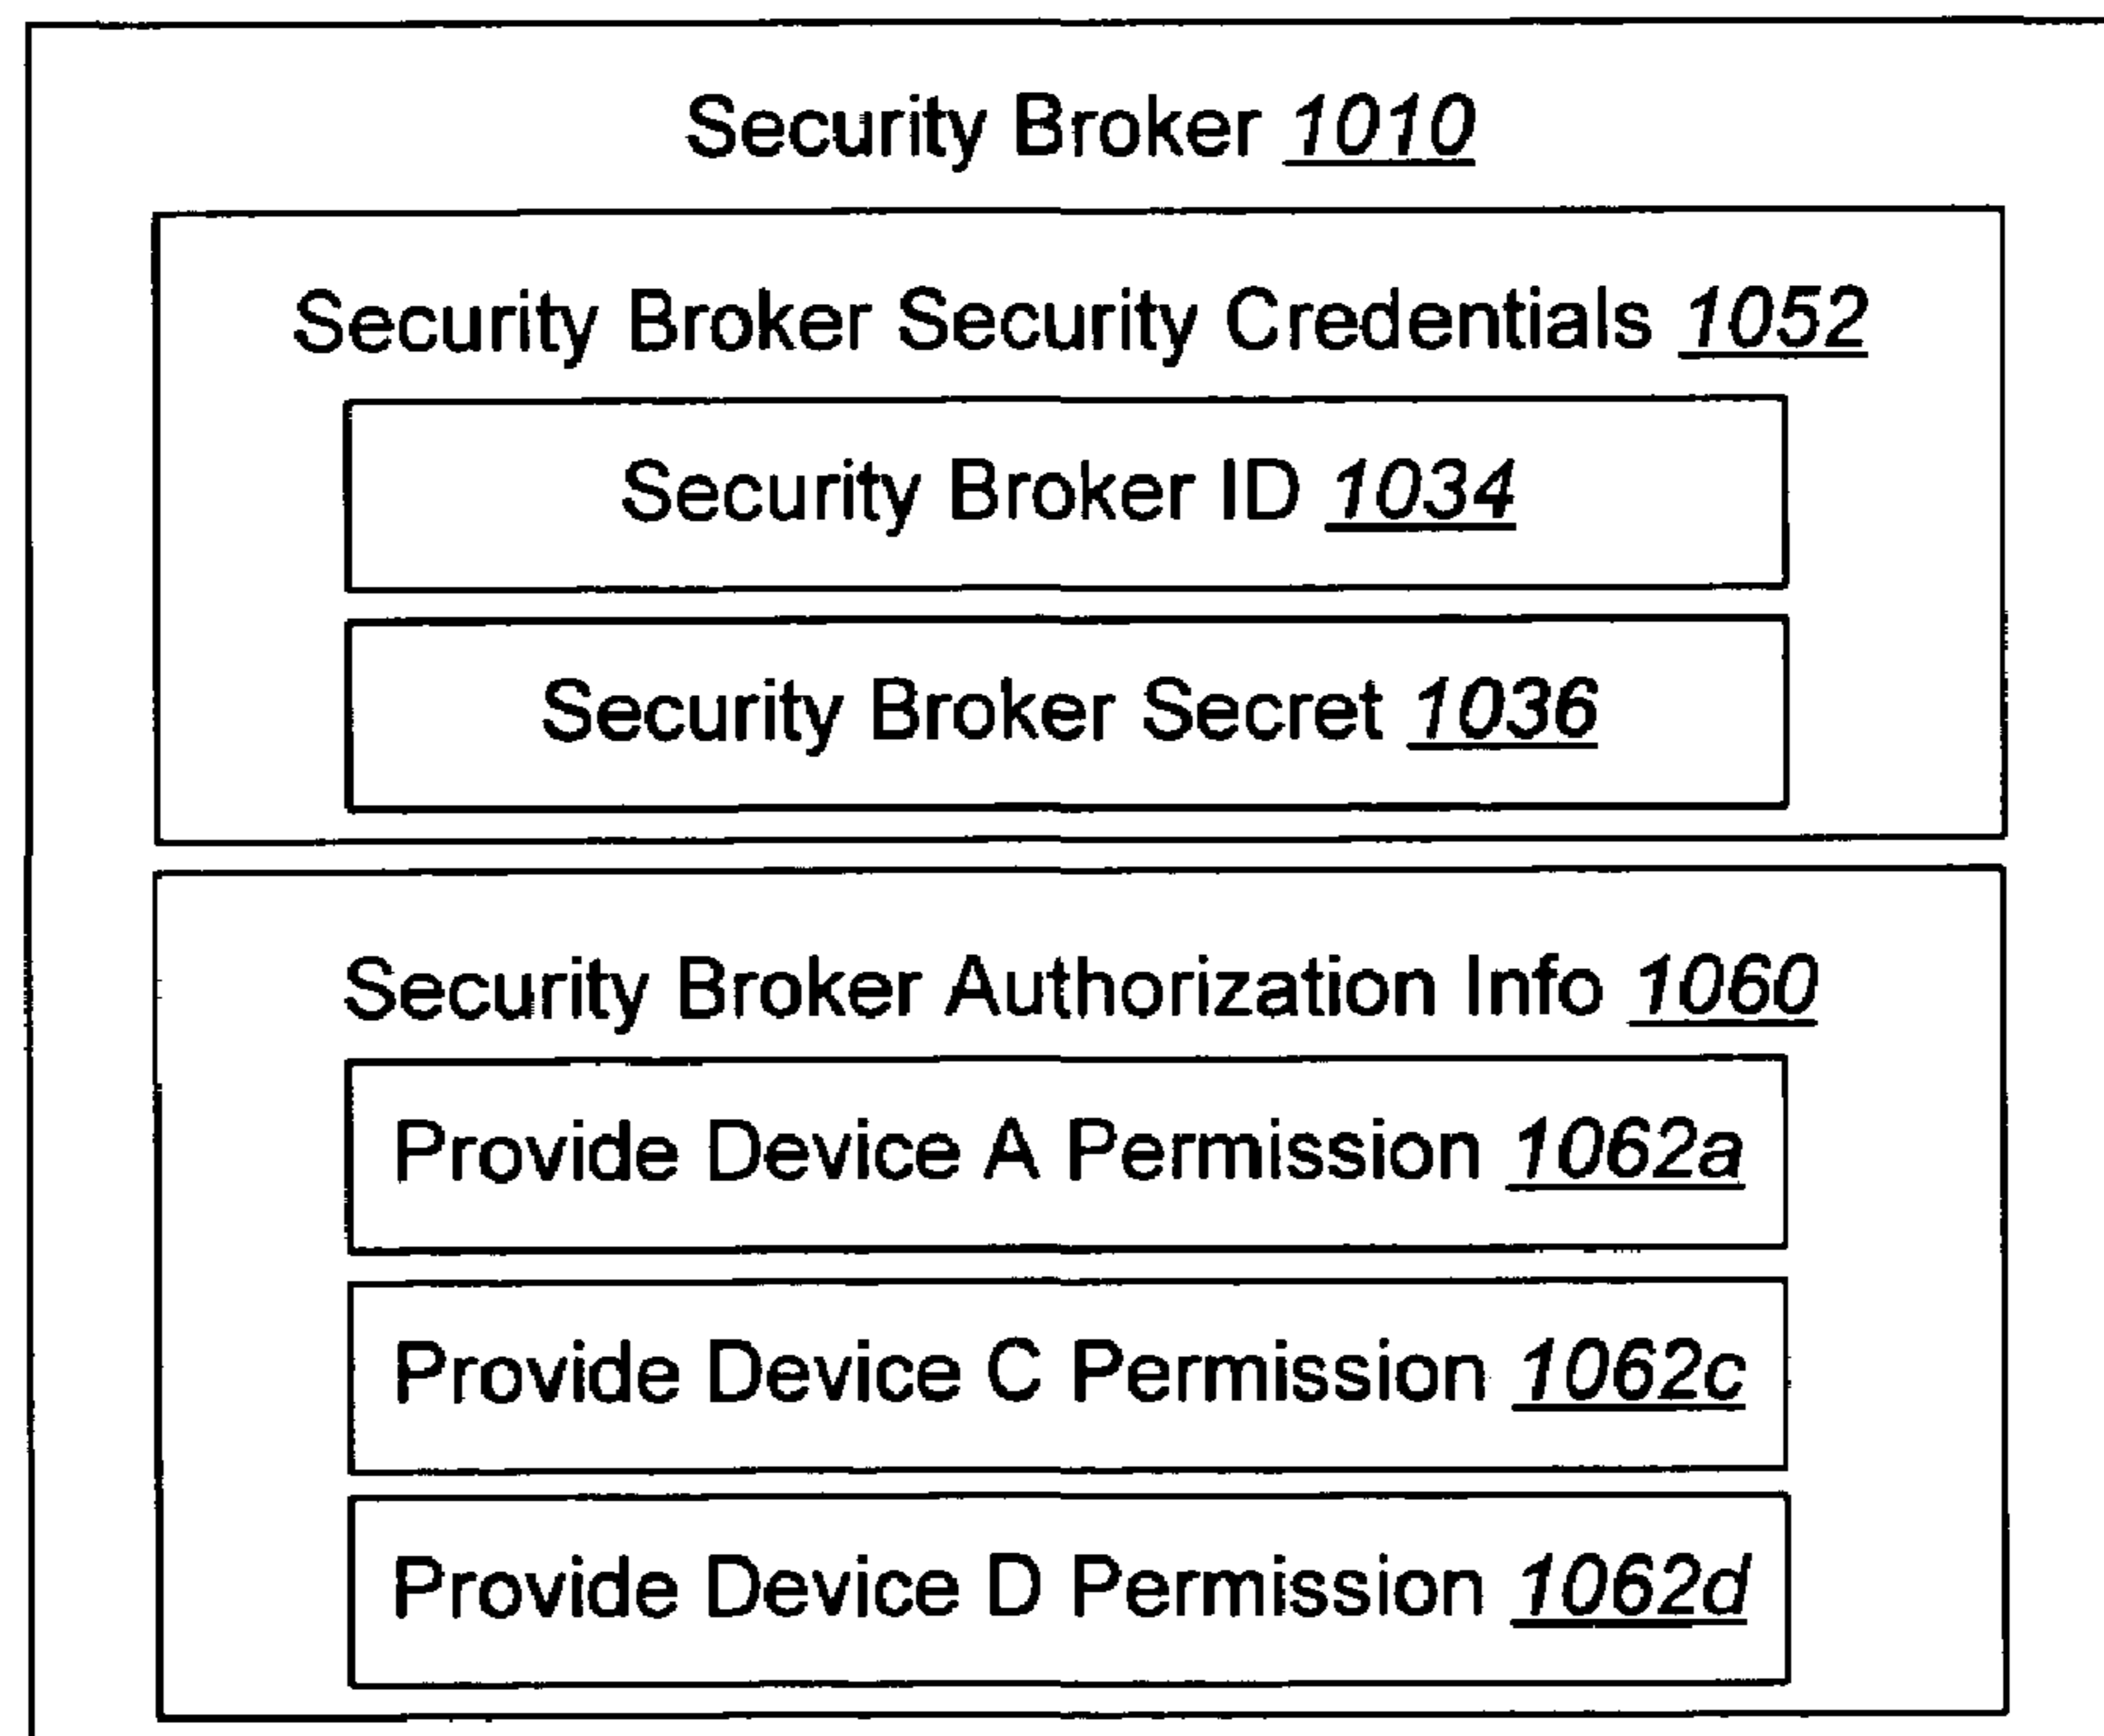 Security Broker 1010
Security Broker Security Credentials 1052
Security Broker ID 1034
Security Broker Secret 1036
Security Broker Authorization Info 1060
Provide Device A Permission 1062a
Provide Device C Permission 1062c
Provide Device D Permission 1062d